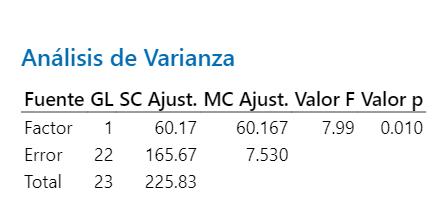 Análisis de Varianza
Fuente GL SC Ajust. MC Ajust. Valor F Valor p
Factor 1 60.17 60.167 7.99 0.010
Error 22 165.67 7.530
Total 23 225.83